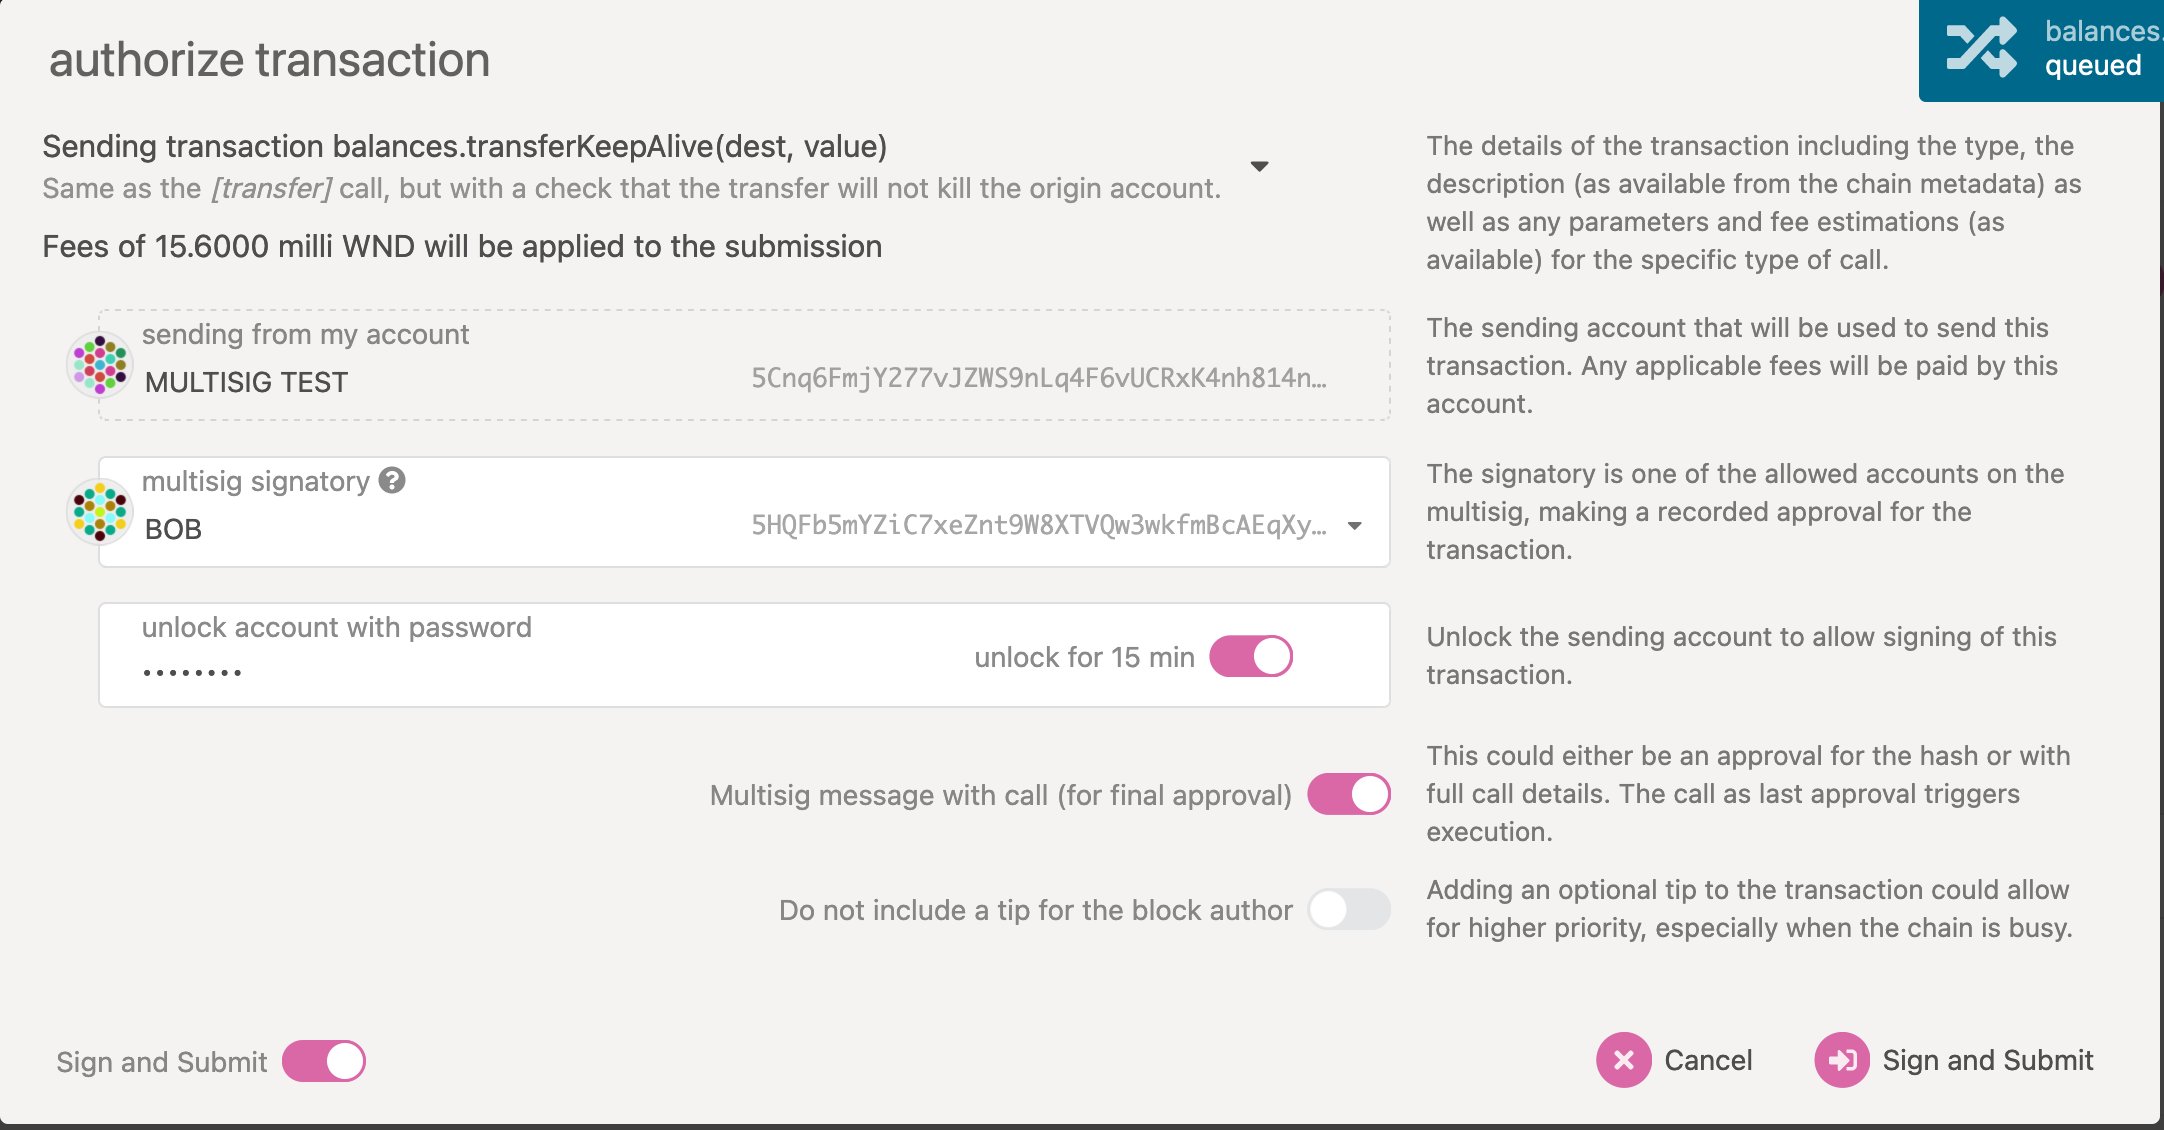 authorize transaction
balances.
queued
Sending transaction balances.transferKeepAlive(dest, value)
Same as the [transfer] call, but with a check that the transfer will not kill the origin account.
Fees of 15.6000 milli WND will be applied to the submission
The details of the transaction including the type, the
description (as available from the chain metadata) as
well as any parameters and fee estimations (as
available) for the specific type of call.
sending from my account
MULTISIG TEST
5Cnq6FmjY277vJZWS9nLq4F6vUCRxK4nh814n…
The sending account that will be used to send this
transaction. Any applicable fees will be paid by this
account.
multisig signatory
BOB
5HQFb5mYZiC7xeZnt9W8XTVQw3wkfmBcAEqXy…
The signatory is one of the allowed accounts on the
multisig, making a recorded approval for the
transaction.
unlock account with password
••••••••
unlock for 15 min
Unlock the sending account to allow signing of this
transaction.
Multisig message with call (for final approval)
This could either be an approval for the hash or with
full call details. The call as last approval triggers
execution.
Do not include a tip for the block author
Adding an optional tip to the transaction could allow
for higher priority, especially when the chain is busy.
Sign and Submit
Cancel
Sign and Submit